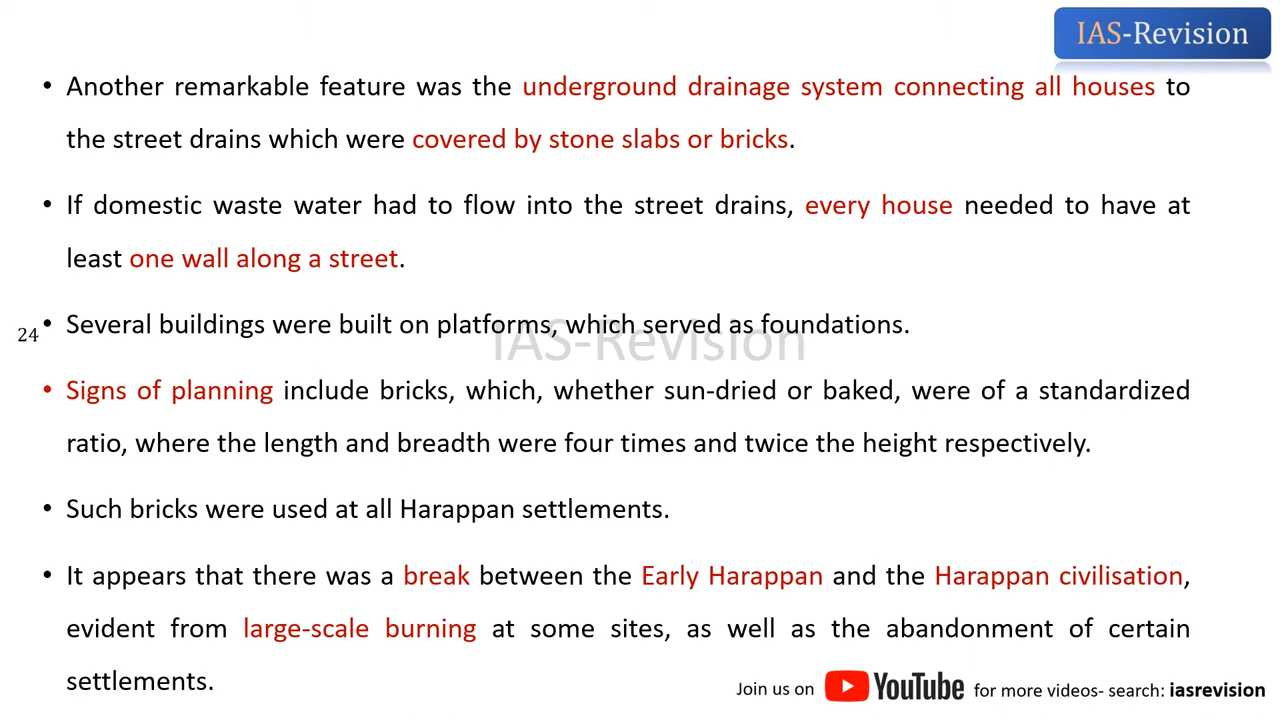 IAS-Revision
• Another remarkable feature was the underground drainage system connecting all houses to
the street drains which were covered by stone slabs or bricks.
• If domestic waste water had to flow into the street drains, every house needed to have at
least one wall along a street.
24
• Several buildings were built on platforms, which served as foundations.
IAS-Revision
• Signs of planning include bricks, which, whether sun-dried or baked, were of a standardized
ratio, where the length and breadth were four times and twice the height respectively.
• Such bricks were used at all Harappan settlements.
• It appears that there was a break between the Early Harappan and the Harappan civilisation,
evident from large-scale burning at some sites, as well as the abandonment of certain
settlements.
Join us on YouTube for more videos- search: iasrevision